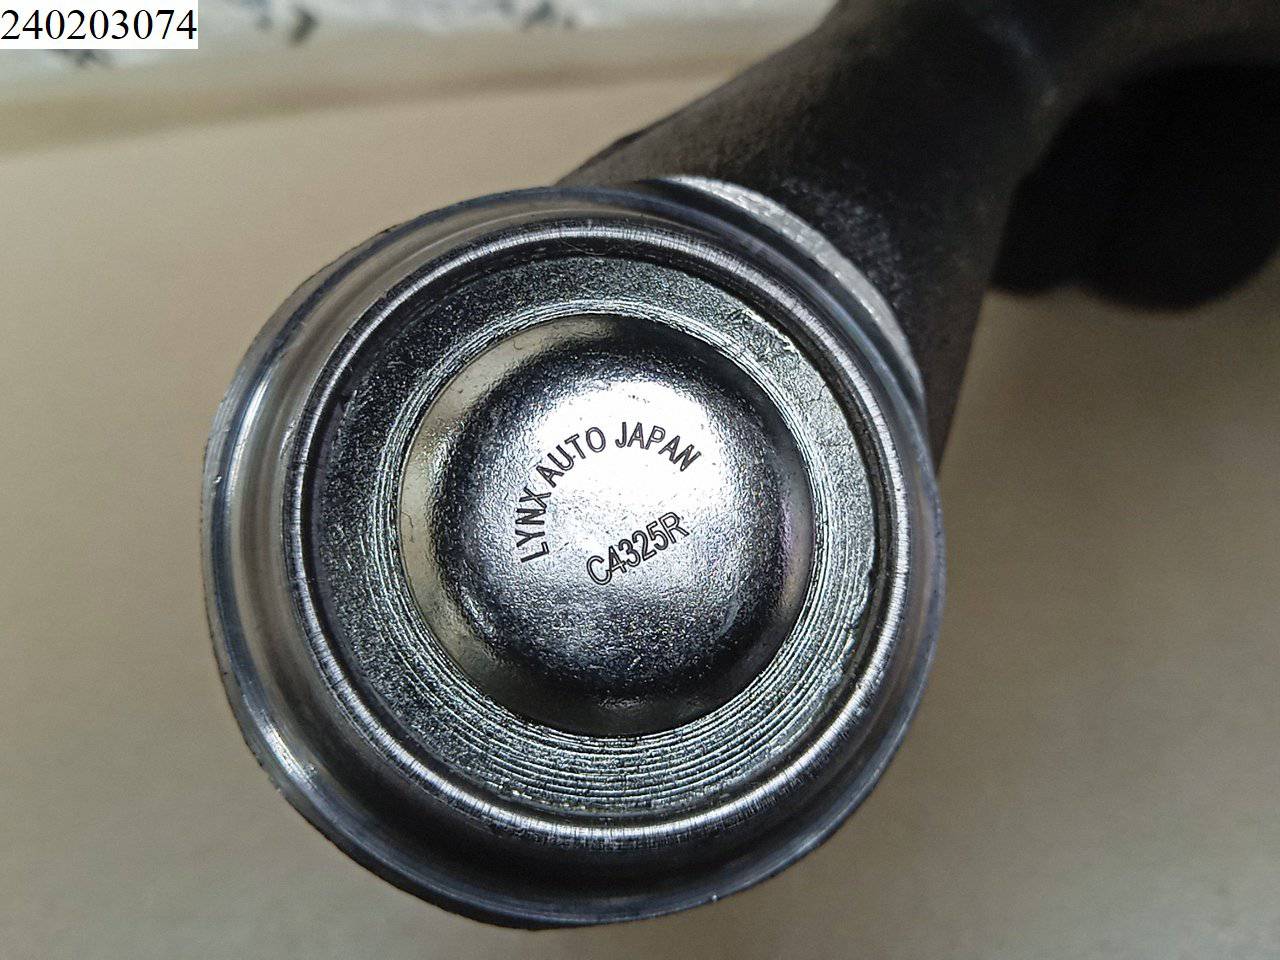 240203074
LYNX AUTO JAPAN
C4325R